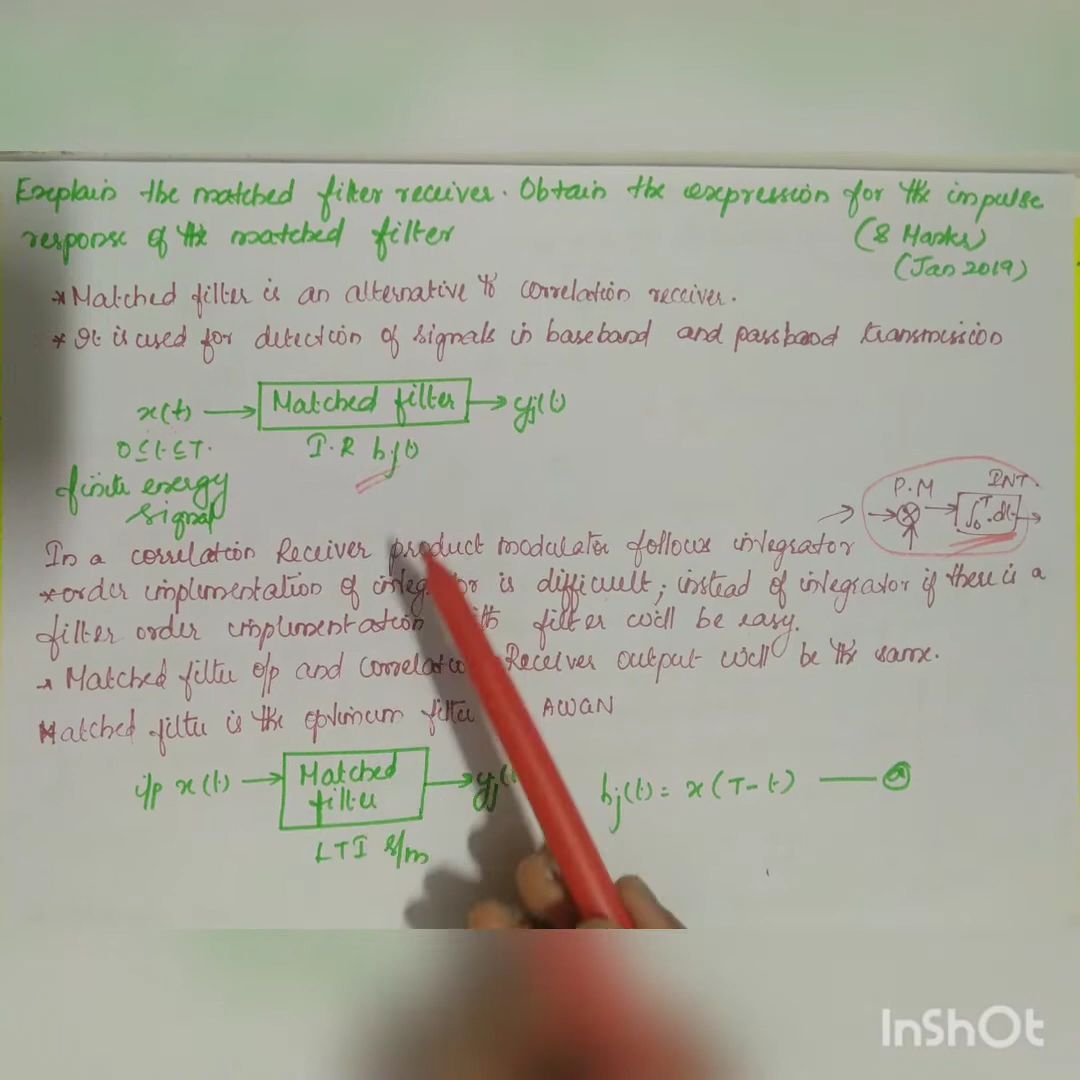 Explain the matched filter receiver. Obtain the expression for the impulse
response of the matched filter (8 Marks)
(Jan 2019)
* Matched filter is an alternative to correlation receiver.
* It is used for detection of signals in baseband and passband transmission
x(t) → Matched filter → yj(t)
0≤t≤T. I.R hj(t)
finite energy
signal
P.M INT.
∫₀ᵀ.dt
In a correlation Receiver product modulator follows integrator
*order implementation of integrator is difficult; instead of integrator if there is a
filter order implementation filter will be easy.
* Matched filter o/p and correlation Receiver output will be the same.
Matched filter is the optimum filter AWGN
i/p x(t) → Matched filter → yj(t hj(t) = x(T-t) — a
LTI s/m
InShOt